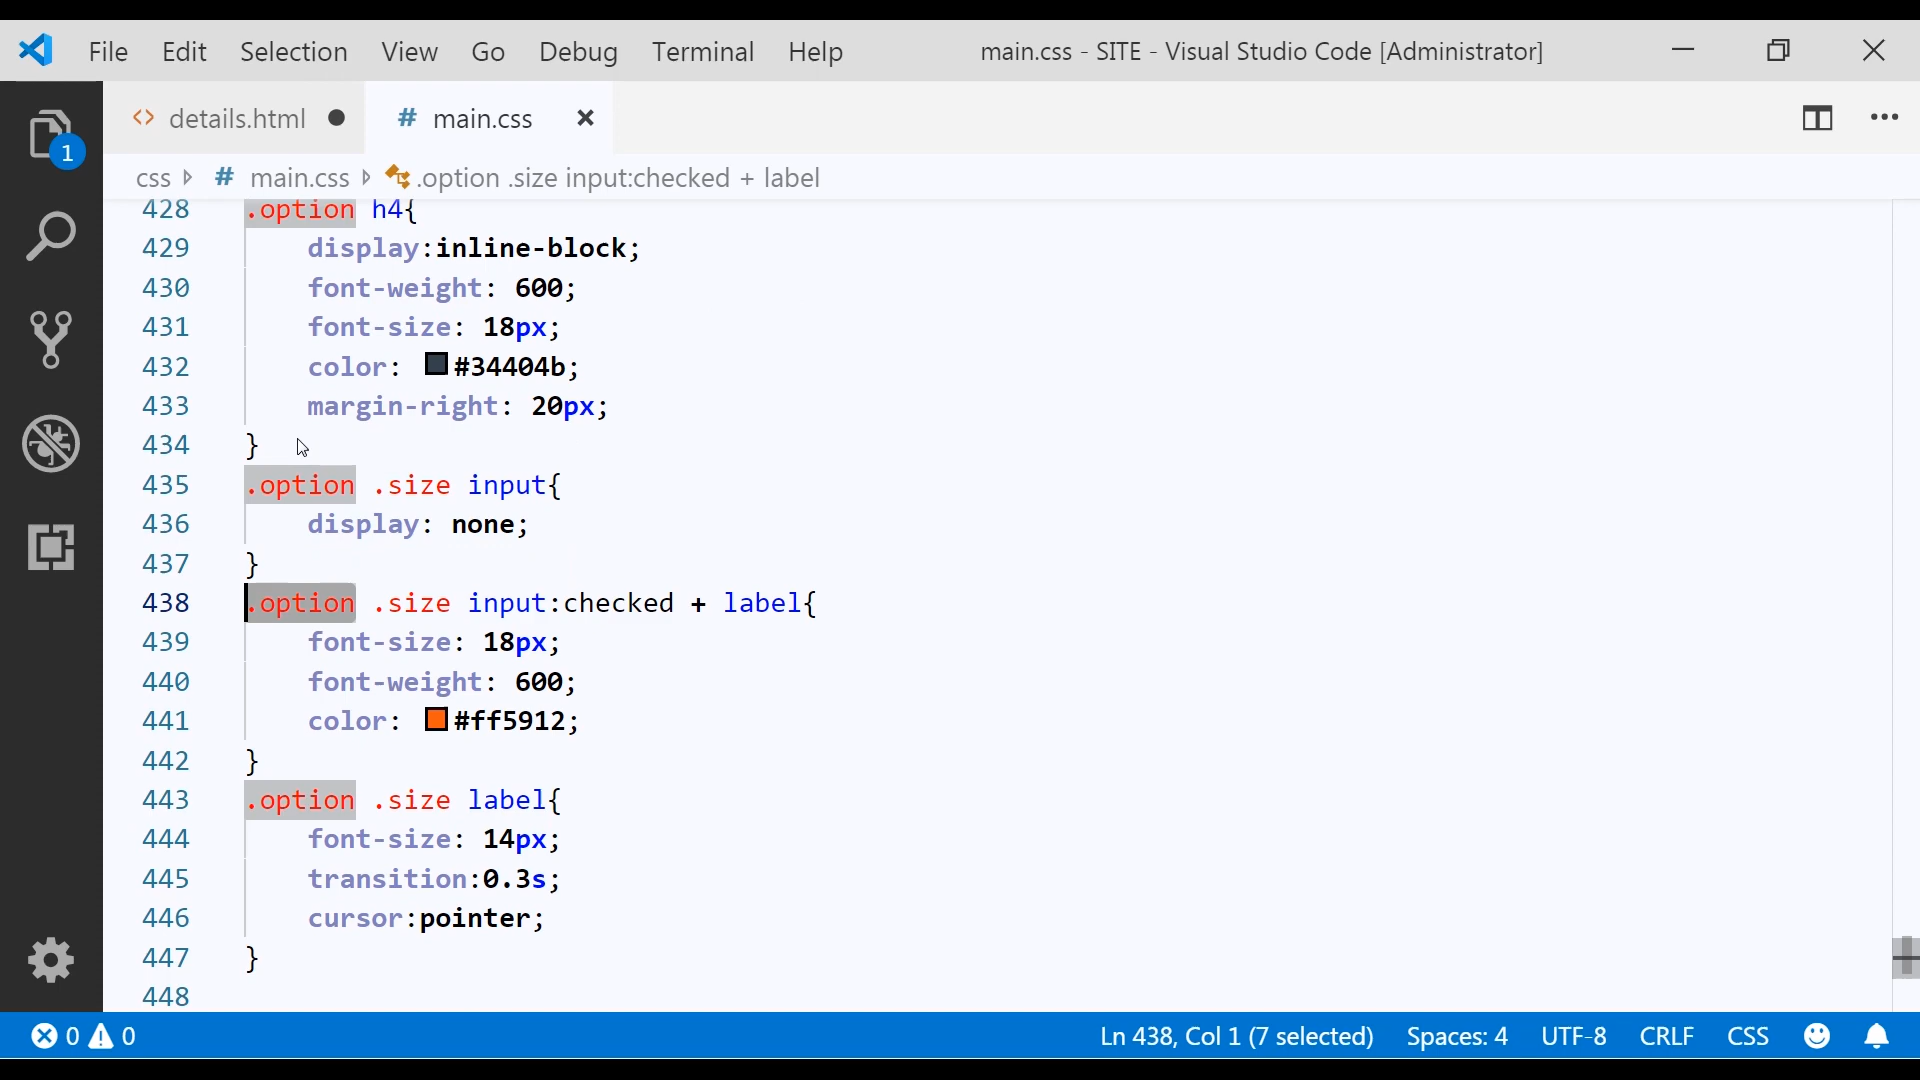 File Edit Selection View Go Debug Terminal Help main.css - SITE - Visual Studio Code [Administrator]
details.html # main.css
1
css # main.css .option .size input:checked + label
428 .option h4{
429 display:inline-block;
430 font-weight: 600;
431 font-size: 18px;
432 color: #34404b;
433 margin-right: 20px;
434 }
435 .option .size input{
436 display: none;
437 }
438 .option .size input:checked + label{
439 font-size: 18px;
440 font-weight: 600;
441 color: #ff5912;
442 }
443 .option .size label{
444 font-size: 14px;
445 transition:0.3s;
446 cursor:pointer;
447 }
448
0 0 Ln 438, Col 1 (7 selected) Spaces: 4 UTF-8 CRLF CSS